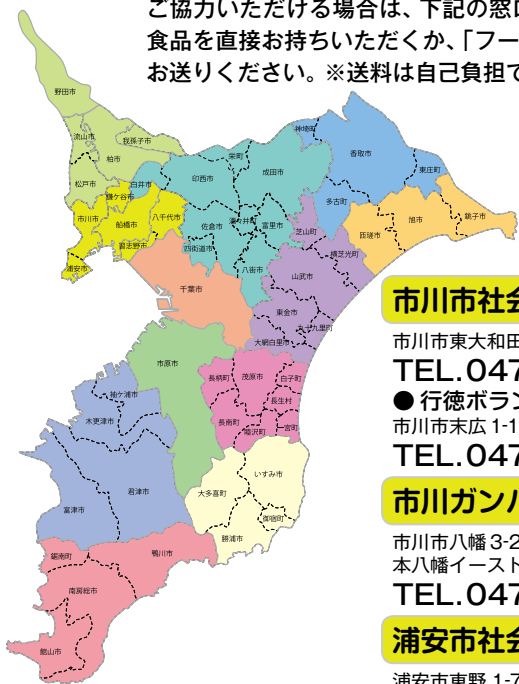 ご協力いただける場合は、下記の窓口
食品を直接お持ちいただくか、「フー
お送りください。※送料は自己負担で
野田市
流山市
我孫子市
柏市
松戸市
鎌ケ谷市
白井市
市川市
船橋市
八千代市
習志野市
浦安市
印西市
栄町
成田市
神崎町
香取市
東庄町
多古町
佐倉市
酒々井町
富里市
芝山町
四街道市
八街市
横芝光町
山武市
匝瑳市
旭市
銚子市
千葉市
東金市
九十九里町
大網白里市
市原市
長柄町
茂原市
白子町
長生村
長南町
睦沢町
一宮町
袖ケ浦市
木更津市
君津市
富津市
いすみ市
大多喜町
御宿町
勝浦市
鋸南町
鴨川市
南房総市
館山市
市川市社会
市川市東大和田
TEL.047
● 行徳ボラン
市川市末広 1-1
TEL.047
市川ガンバ
市川市八幡 3-2
本八幡イースト
TEL.047
浦安市社会
浦安市東野 1-7